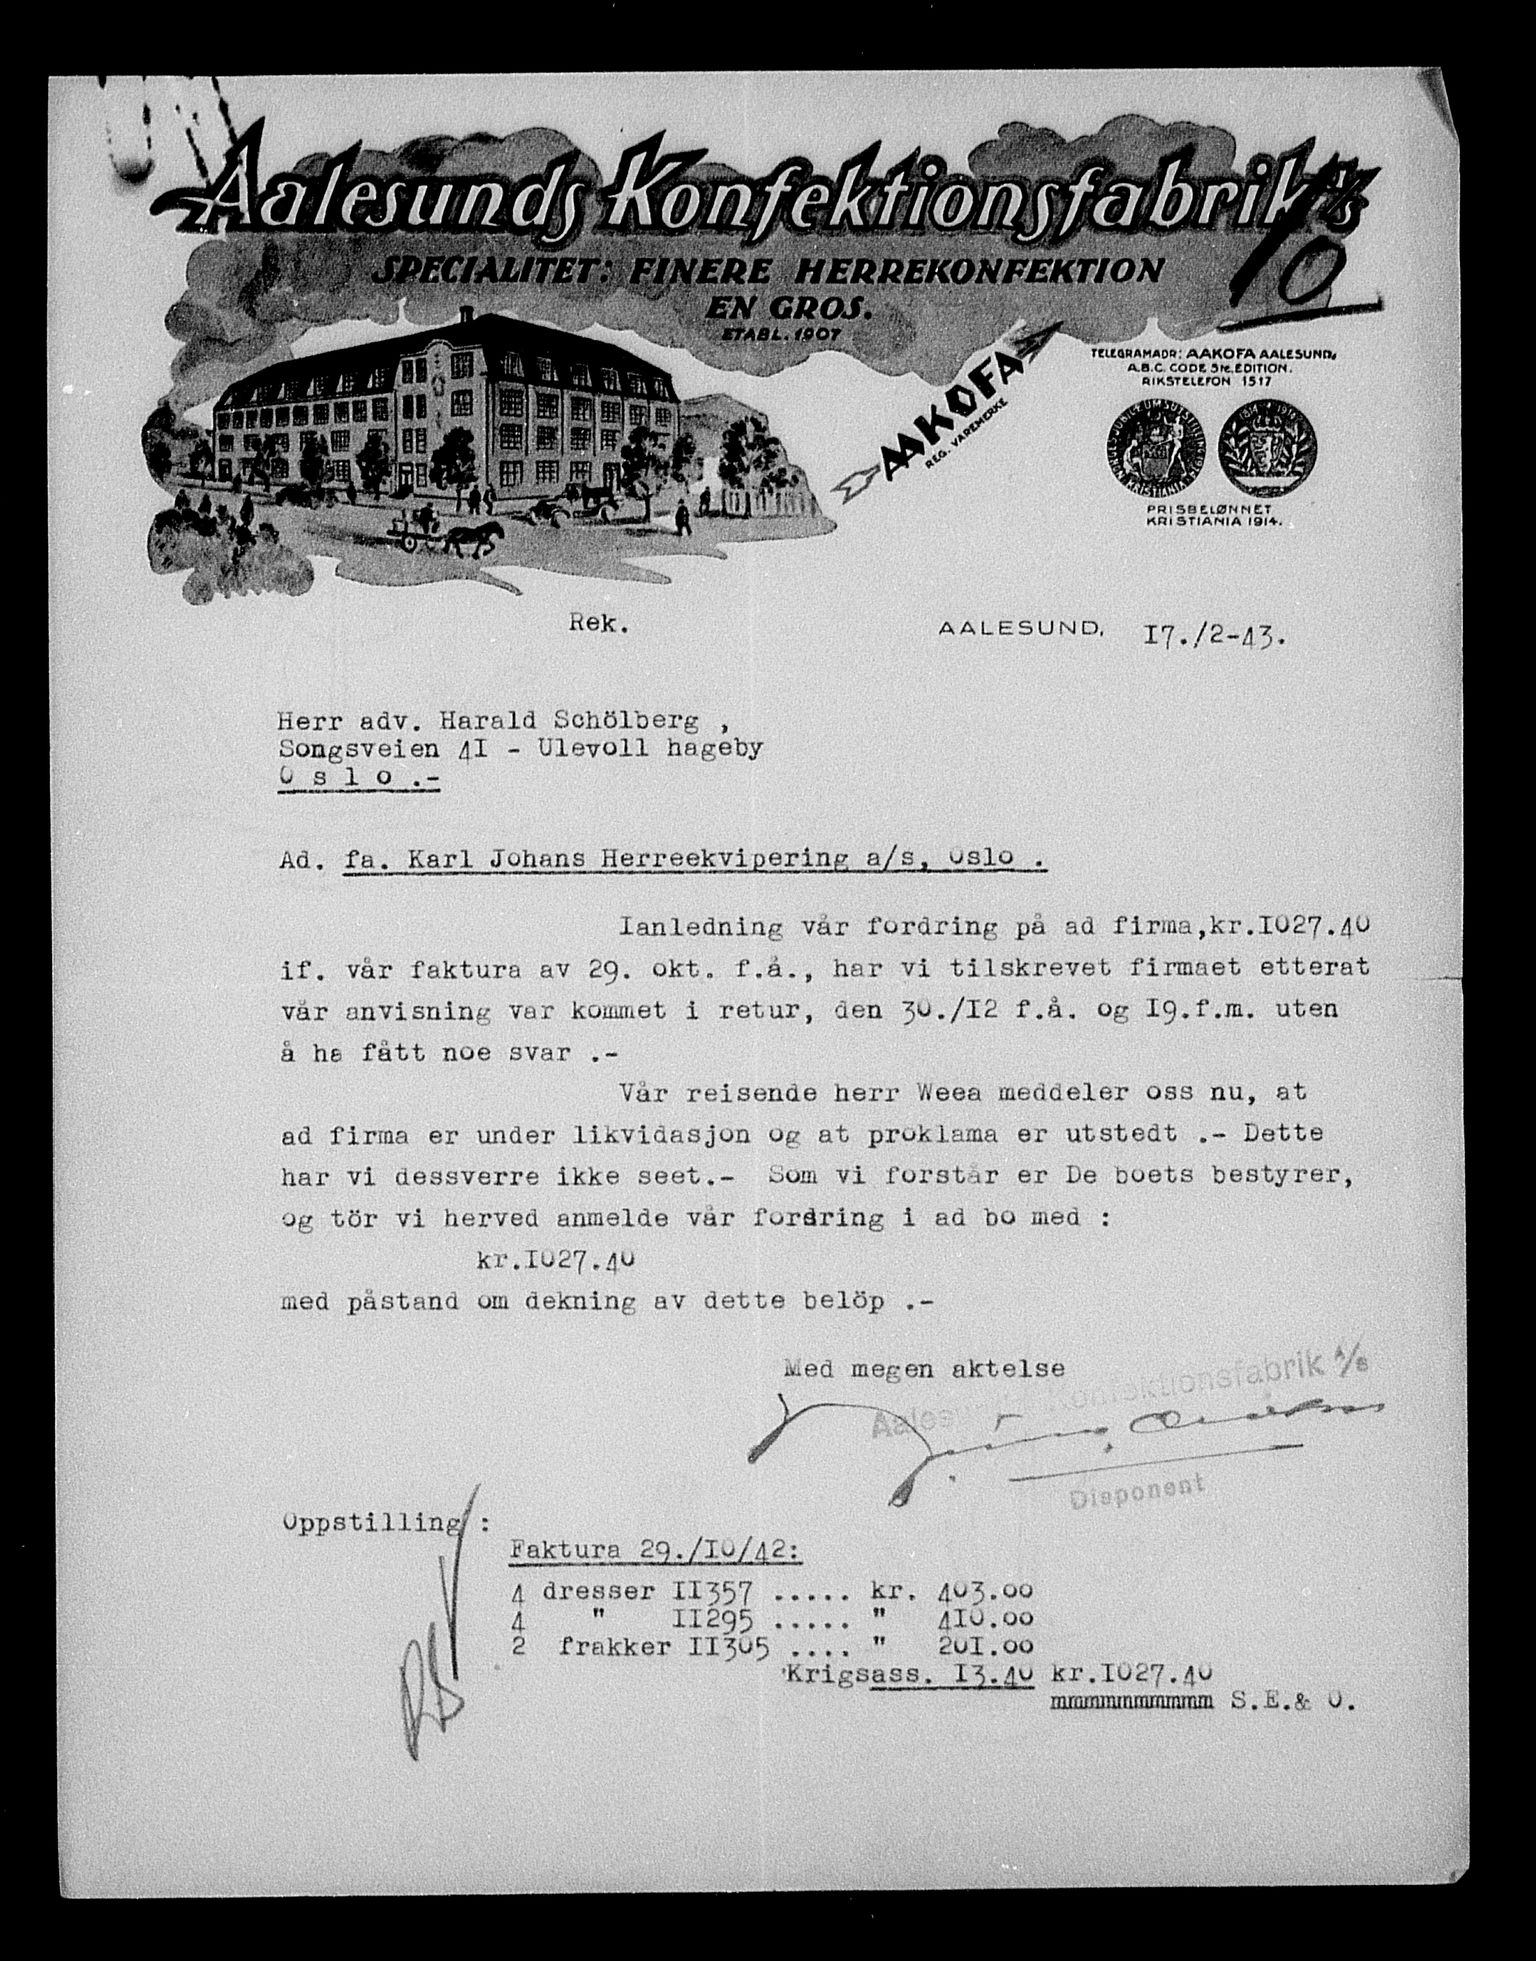 Aalesunds Konfektionsfabrik A/S
10
SPECIALITET: FINERE HERREKONFEKTION
EN GROS.
ETABL. 1907
AAKOFA
REG. VAREMERKE
TELEGRAMADR: AAKOFA AALESUND.
A.B.C. CODE 5te. EDITION.
RIKSTELEFON 1517
KRISTIANIA
1814 1914
PRISBELØNNET
KRISTIANIA 1914.
Rek.
AALESUND, I7./2-43.
Herr adv. Harald Schölberg ,
Songsveien 4I - Ulevoll hageby
O s l o .-
Ad. fa. Karl Johans Herreekvipering a/s, Oslo .
Ianledning vår fordring på ad firma,kr.I027.40
if. vår faktura av 29. okt. f.å., har vi tilskrevet firmaet etterat
vår anvisning var kommet i retur, den 30./I2 f.å. og I9.f.m. uten
å ha fått noe svar .-
Vår reisende herr Weea meddeler oss nu, at
ad firma er under likvidasjon og at proklama er utstedt .- Dette
har vi dessverre ikke seet.- Som vi forstår er De boets bestyrer,
og tör vi herved anmelde vår fordring i ad bo med :
kr.I027.40
med påstand om dekning av dette belöp .-
Med megen aktelse
Aalesunds Konfektionsfabrik A/s
Disponent
Oppstilling :
Faktura 29./I0/42:
4 dresser II357 ..... kr. 403.00
4 " II295 ..... " 410.00
2 frakker II305 .... " 20I.00
Krigsass. I3.40 kr.I027.40
mmmmmmmmmm S.E.& O.